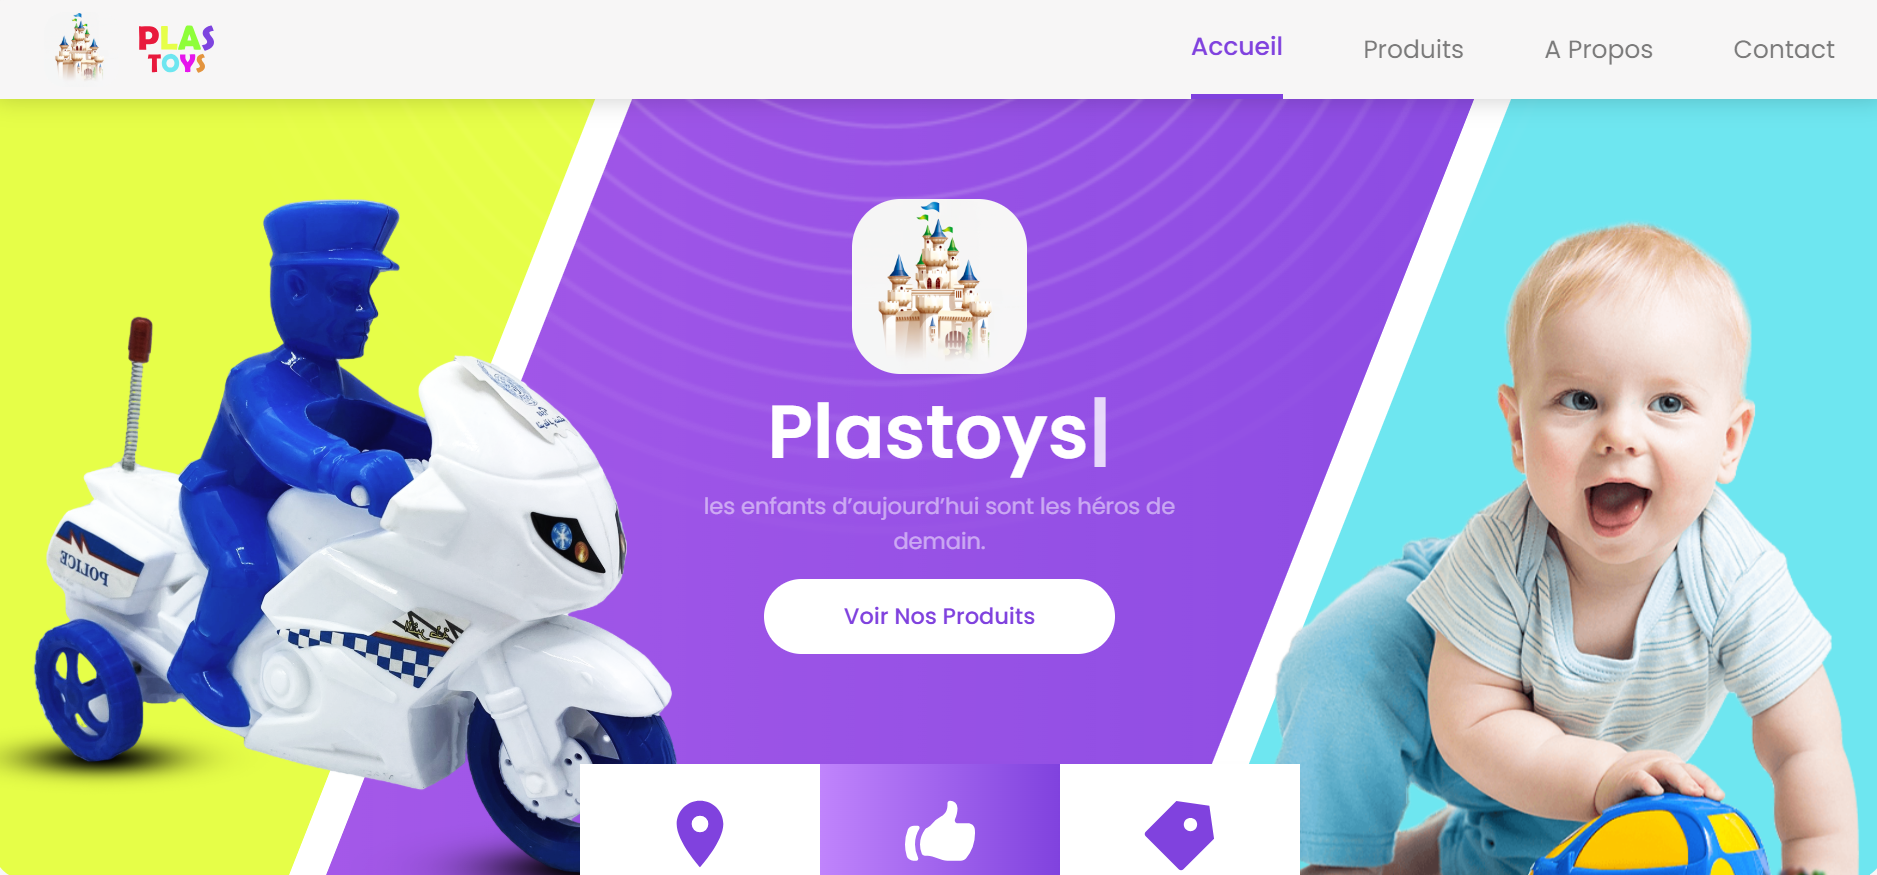 PLAS
TOYS
Accueil
Produits
A Propos
Contact
Plastoys
les enfants d’aujourd’hui sont les héros de
demain.
Voir Nos Produits
POLICE